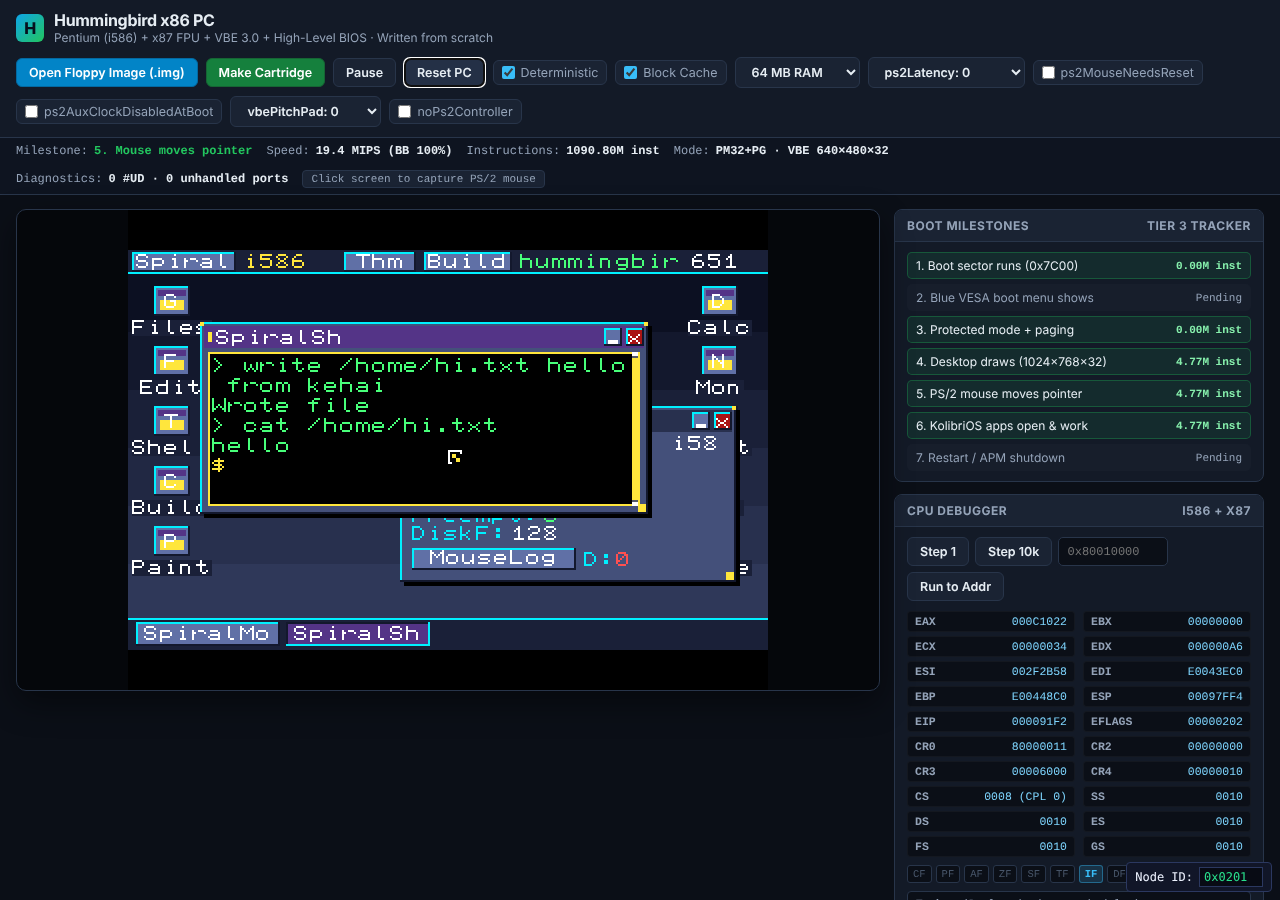 H
Hummingbird x86 PC
Pentium (i586) + x87 FPU + VBE 3.0 + High-Level BIOS · Written from scratch
Open Floppy Image (.img) Make Cartridge Pause Reset PC Deterministic Block Cache 64 MB RAM ps2Latency: 0 ps2MouseNeedsReset
ps2AuxClockDisabledAtBoot vbePitchPad: 0 noPs2Controller
Milestone: 5. Mouse moves pointer Speed: 19.4 MIPS (BB 100%) Instructions: 1090.80M inst Mode: PM32+PG · VBE 640×480×32
Diagnostics: 0 #UD · 0 unhandled ports Click screen to capture PS/2 mouse
Spiral i586 Thm Build hummingbir 651
G
Files
F
Edit
T
Shel
C
Build
P
Paint
D
Calc
N
Mon
SpiralSh
> write /home/hi.txt hello
from kehai
Wrote file
> cat /home/hi.txt
hello
$
i58
DiskF: 128
MouseLog D:0
SpiralMo SpiralSh
BOOT MILESTONES TIER 3 TRACKER
1. Boot sector runs (0x7C00) 0.00M inst
2. Blue VESA boot menu shows Pending
3. Protected mode + paging 0.00M inst
4. Desktop draws (1024×768×32) 4.77M inst
5. PS/2 mouse moves pointer 4.77M inst
6. KolibriOS apps open & work 4.77M inst
7. Restart / APM shutdown Pending
CPU DEBUGGER I586 + X87
Step 1 Step 10k 0x80010000
Run to Addr
EAX 000C1022 EBX 00000000
ECX 00000034 EDX 000000A6
ESI 002F2B58 EDI E0043EC0
EBP E00448C0 ESP 00097FF4
EIP 000091F2 EFLAGS 00000202
CR0 80000011 CR2 00000000
CR3 00006000 CR4 00000010
CS 0008 (CPL 0) SS 0010
DS 0010 ES 0010
FS 0010 GS 0010
CF PF AF ZF SF TF IF DF
Node ID: 0x0201